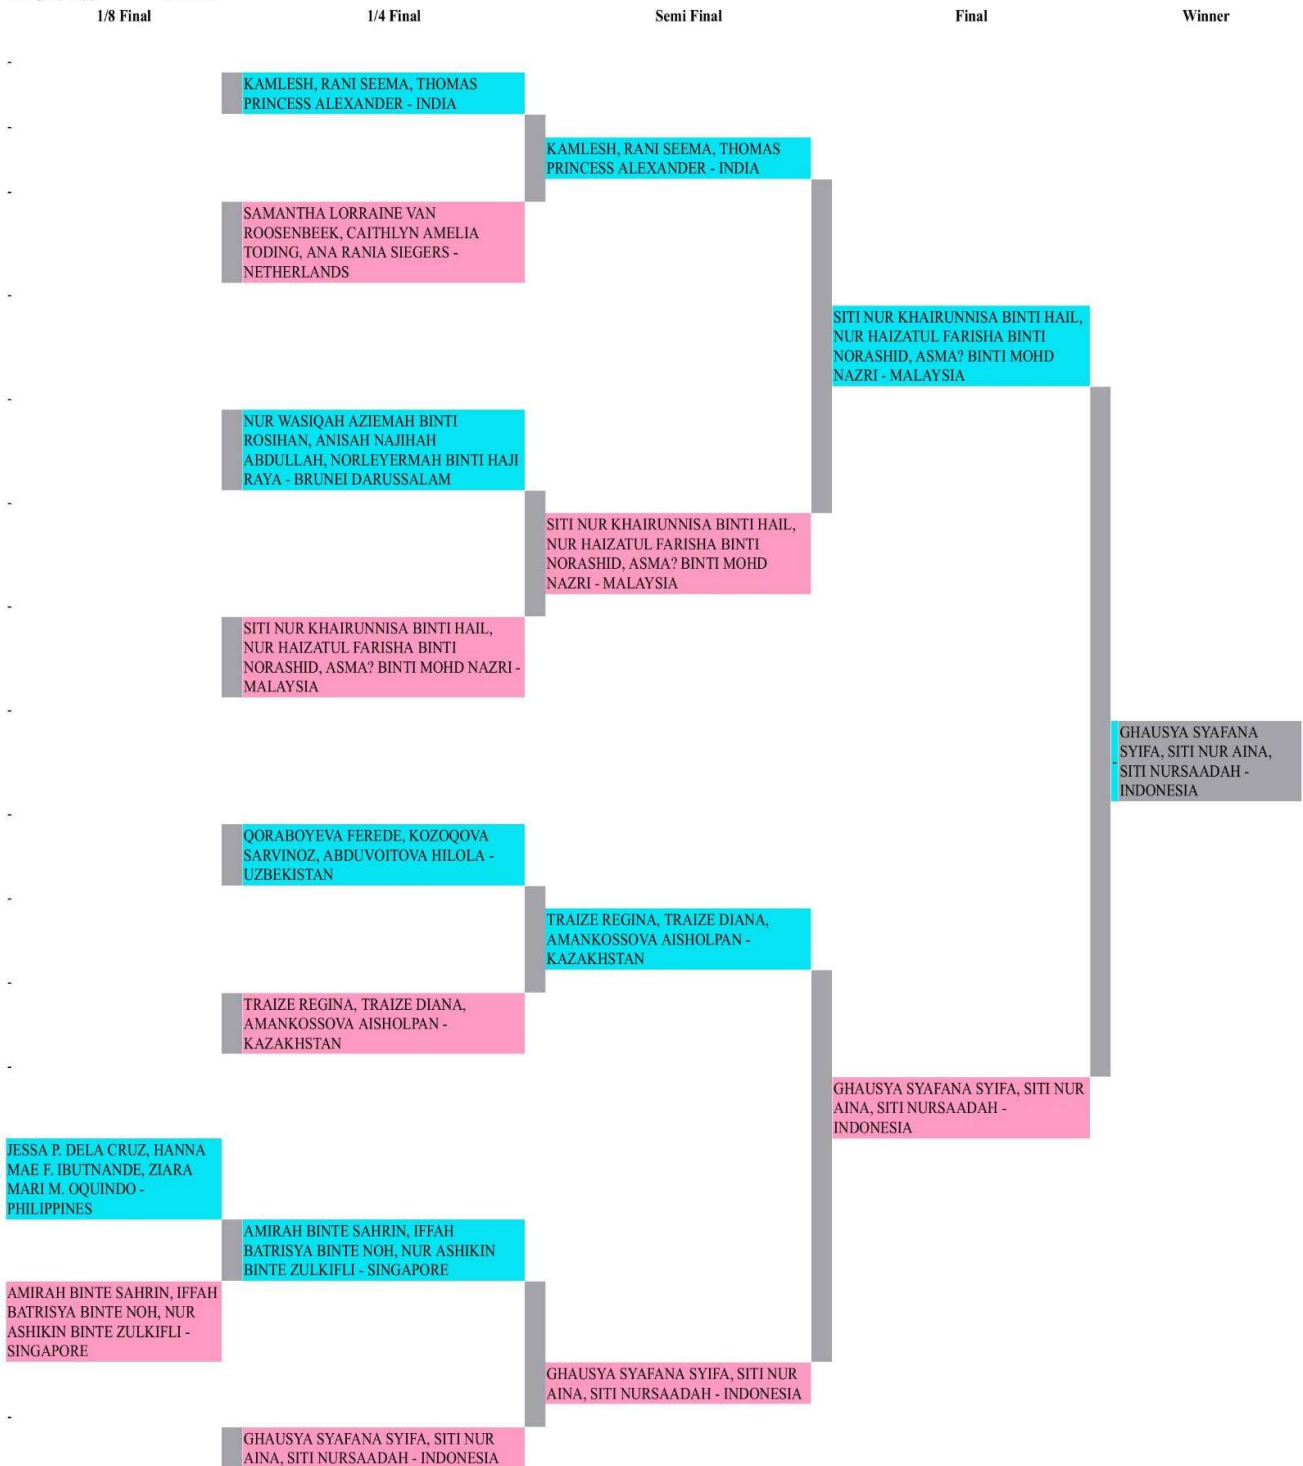 1/8 Final
1/4 Final
Semi Final
Final
Winner
-
KAMLESH, RANI SEEMA, THOMAS
PRINCESS ALEXANDER - INDIA
-
KAMLESH, RANI SEEMA, THOMAS
PRINCESS ALEXANDER - INDIA
-
SAMANTHA LORRAINE VAN
ROOSENBEEK, CAITHLYN AMELIA
TODING, ANA RANIA SIEGERS -
NETHERLANDS
-
SITI NUR KHAIRUNNISA BINTI HAIL,
NUR HAIZATUL FARISHA BINTI
NORASHID, ASMA? BINTI MOHD
NAZRI - MALAYSIA
-
NUR WASIQAH AZIEMAH BINTI
ROSIHAN, ANISAH NAJIHAH
ABDULLAH, NORLEYERMAH BINTI HAJI
RAYA - BRUNEI DARUSSALAM
-
SITI NUR KHAIRUNNISA BINTI HAIL,
NUR HAIZATUL FARISHA BINTI
NORASHID, ASMA? BINTI MOHD
NAZRI - MALAYSIA
-
SITI NUR KHAIRUNNISA BINTI HAIL,
NUR HAIZATUL FARISHA BINTI
NORASHID, ASMA? BINTI MOHD NAZRI -
MALAYSIA
-
-
GHAUSYA SYAFANA
SYIFA, SITI NUR AINA,
SITI NURSAADAH -
INDONESIA
-
QORABOYEVA FEREDE, KOZOQOVA
SARVINOZ, ABDUVOITOVA HILOLA -
UZBEKISTAN
-
TRAIZE REGINA, TRAIZE DIANA,
AMANKOSSOVA AISHOLPAN -
KAZAKHSTAN
-
TRAIZE REGINA, TRAIZE DIANA,
AMANKOSSOVA AISHOLPAN -
KAZAKHSTAN
-
GHAUSYA SYAFANA SYIFA, SITI NUR
AINA, SITI NURSAADAH -
INDONESIA
JESSA P. DELA CRUZ, HANNA
MAE F. IBUTNANDE, ZIARA
MARI M. OQUINDO -
PHILIPPINES
AMIRAH BINTE SAHRIN, IFFAH
BATRISYA BINTE NOH, NUR ASHIKIN
BINTE ZULKIFLI - SINGAPORE
AMIRAH BINTE SAHRIN, IFFAH
BATRISYA BINTE NOH, NUR
ASHIKIN BINTE ZULKIFLI -
SINGAPORE
GHAUSYA SYAFANA SYIFA, SITI NUR
AINA, SITI NURSAADAH - INDONESIA
-
GHAUSYA SYAFANA SYIFA, SITI NUR
AINA, SITI NURSAADAH - INDONESIA